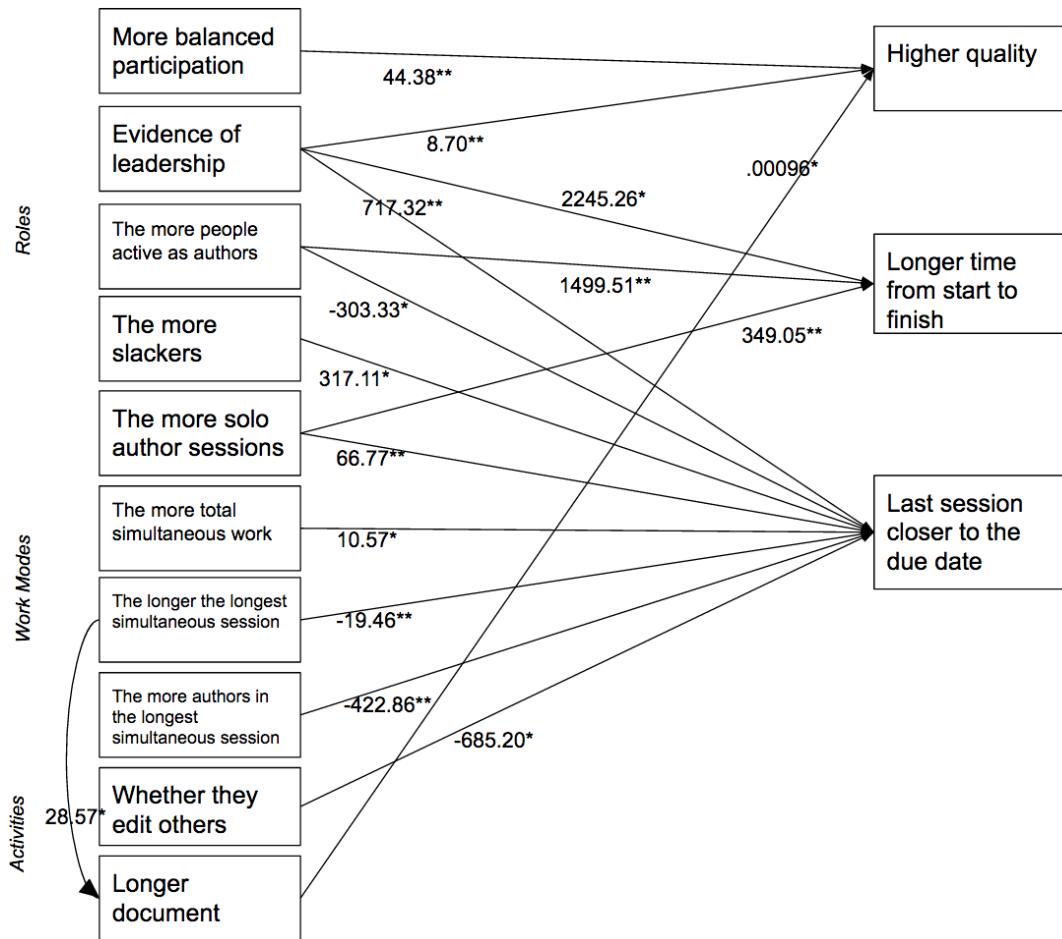 More balanced
participation
44.38**
Higher quality
Evidence of
leadership
8.70**
.00096*
717.32**
2245.26*
Roles
The more people
active as authors
1499.51**
Longer time
from start to
finish
-303.33*
349.05**
The more
slackers
317.11*
The more solo
author sessions
66.77**
Work Modes
The more total
simultaneous work
10.57*
Last session
closer to the
due date
The longer the longest
simultaneous session
-19.46**
The more authors in
the longest
simultaneous session
-422.86**
-685.20*
Activities
Whether they
edit others
28.57*
Longer
document